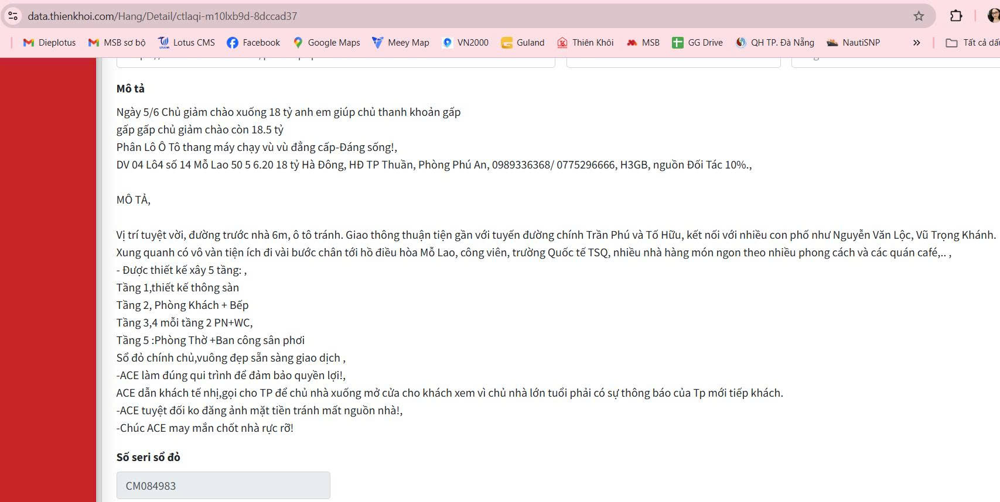 data.thienkhoi.com/Hang/Detail/ctlaqi-m10lxb9d-8dccad37
Dieplotus MSB sơ bộ Lotus CMS Facebook Google Maps Meey Map VN2000 Guland Thiên Khôi MSB GG Drive QH TP. Đà Nẵng NautiSNP » Tất cả dấu
Mô tả
Ngày 5/6 Chủ giảm chào xuống 18 tỷ anh em giúp chủ thanh khoản gấp
gấp gấp chủ giảm chào còn 18.5 tỷ
Phân Lô Ô Tô thang máy chạy vù vù đẳng cấp-Đáng sống!,
DV 04 Lô4 số 14 Mỗ Lao 50 5 6.20 18 tỷ Hà Đông, HĐ TP Thuần, Phòng Phú An, 0989336368/ 0775296666, H3GB, nguồn Đối Tác 10%.,
MÔ TẢ,
Vị trí tuyệt vời, đường trước nhà 6m, ô tô tránh. Giao thông thuận tiện gần với tuyến đường chính Trần Phú và Tố Hữu, kết nối với nhiều con phố như Nguyễn Văn Lộc, Vũ Trọng Khánh.
Xung quanh có vô vàn tiện ích đi vài bước chân tới hồ điều hòa Mỗ Lao, công viên, trường Quốc tế TSQ, nhiều nhà hàng món ngon theo nhiều phong cách và các quán café,.. ,
- Được thiết kế xây 5 tầng: ,
Tầng 1,thiết kế thông sàn
Tầng 2, Phòng Khách + Bếp
Tầng 3,4 mỗi tầng 2 PN+WC,
Tầng 5 :Phòng Thờ +Ban công sân phơi
Sổ đỏ chính chủ,vuông đẹp sẵn sàng giao dịch ,
-ACE làm đúng qui trình để đảm bảo quyền lợi!,
ACE dẫn khách tế nhị,gọi cho TP để chủ nhà xuống mở cửa cho khách xem vì chủ nhà lớn tuổi phải có sự thông báo của Tp mới tiếp khách.
-ACE tuyệt đối ko đăng ảnh mặt tiền tránh mất nguồn nhà!,
-Chúc ACE may mắn chốt nhà rực rỡ!
Số seri sổ đỏ
CM084983